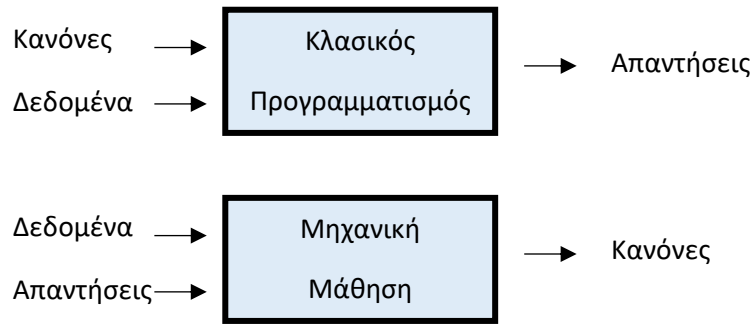 Κανόνες
Δεδομένα
Κλασικός
Προγραμματισμός
Απαντήσεις
Δεδομένα
Απαντήσεις
Μηχανική
Μάθηση
Κανόνες